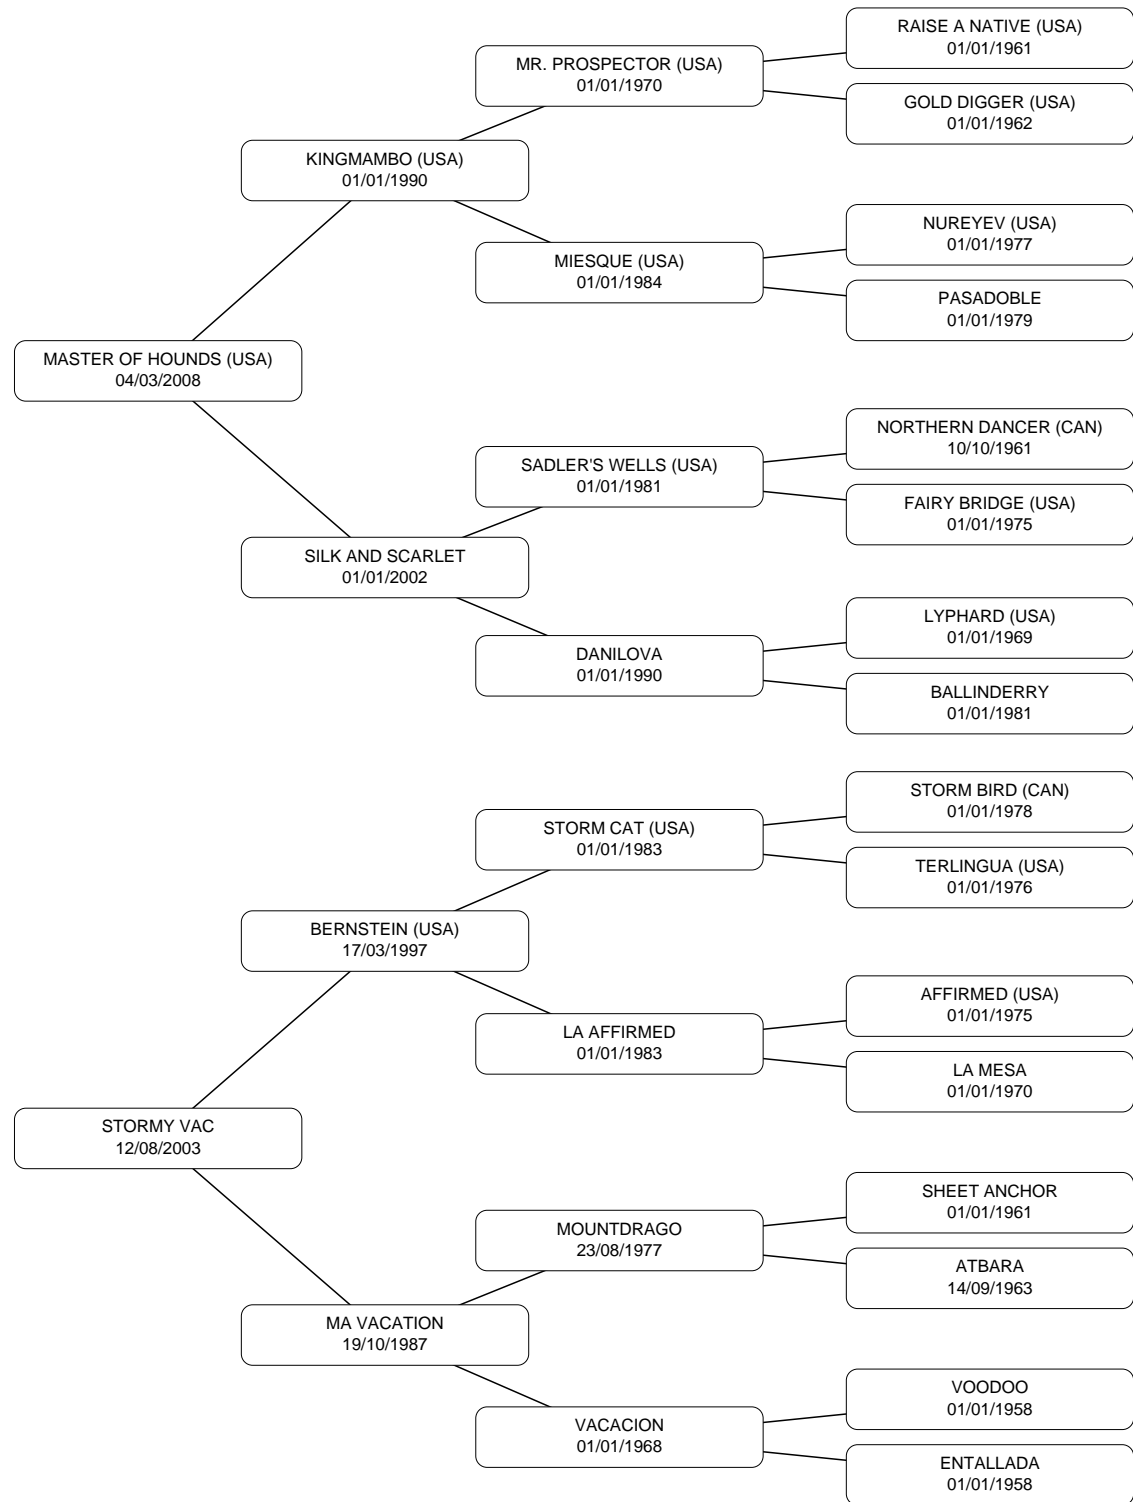 RAISE A NATIVE (USA)
01/01/1961
MR. PROSPECTOR (USA)
01/01/1970
GOLD DIGGER (USA)
01/01/1962
KINGMAMBO (USA)
01/01/1990
NUREYEV (USA)
01/01/1977
MIESQUE (USA)
01/01/1984
PASADOBLE
01/01/1979
MASTER OF HOUNDS (USA)
04/03/2008
NORTHERN DANCER (CAN)
10/10/1961
SADLER'S WELLS (USA)
01/01/1981
FAIRY BRIDGE (USA)
01/01/1975
SILK AND SCARLET
01/01/2002
LYPHARD (USA)
01/01/1969
DANILOVA
01/01/1990
BALLINDERRY
01/01/1981
STORM BIRD (CAN)
01/01/1978
STORM CAT (USA)
01/01/1983
TERLINGUA (USA)
01/01/1976
BERNSTEIN (USA)
17/03/1997
AFFIRMED (USA)
01/01/1975
LA AFFIRMED
01/01/1983
LA MESA
01/01/1970
STORMY VAC
12/08/2003
SHEET ANCHOR
01/01/1961
MOUNTDRAGO
23/08/1977
ATBARA
14/09/1963
MA VACATION
19/10/1987
VOODOO
01/01/1958
VACACION
01/01/1968
ENTALLADA
01/01/1958